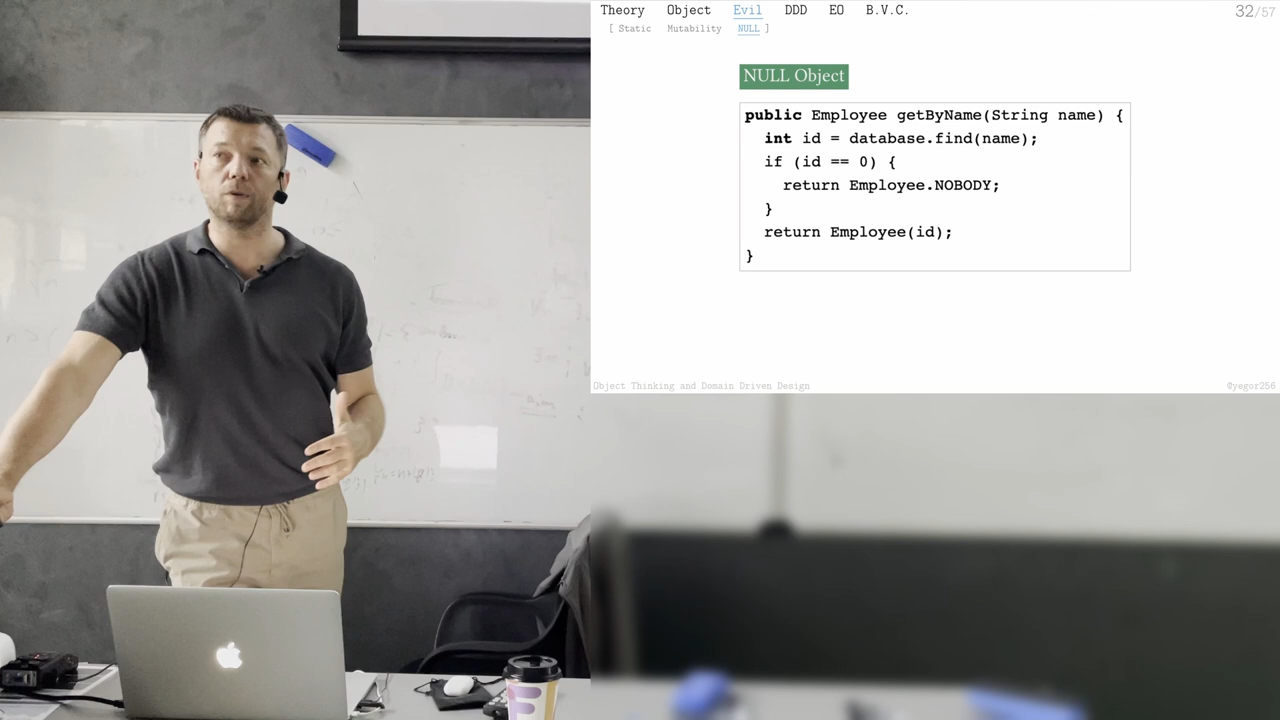 Theory Object Evil DDD EO B.V.C. 32/57
[ Static Mutability NULL ]
NULL Object
public Employee getByName(String name) {
  int id = database.find(name);
  if (id == 0) {
    return Employee.NOBODY;
  }
  return Employee(id);
}
Object Thinking and Domain Driven Design @yegor256